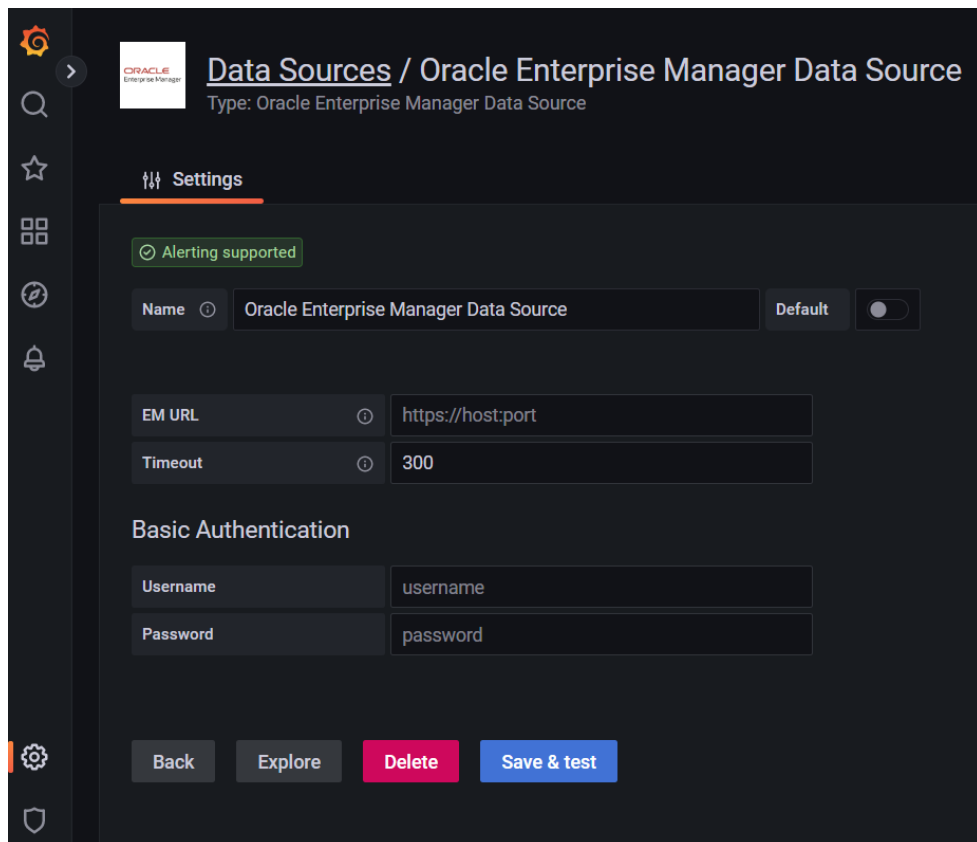 ORACLE
Enterprise Manager
Data Sources / Oracle Enterprise Manager Data Source
Type: Oracle Enterprise Manager Data Source
Settings
Alerting supported
Name Oracle Enterprise Manager Data Source Default
EM URL https://host:port
Timeout 300
Basic Authentication
Username username
Password password
Back Explore Delete Save & test